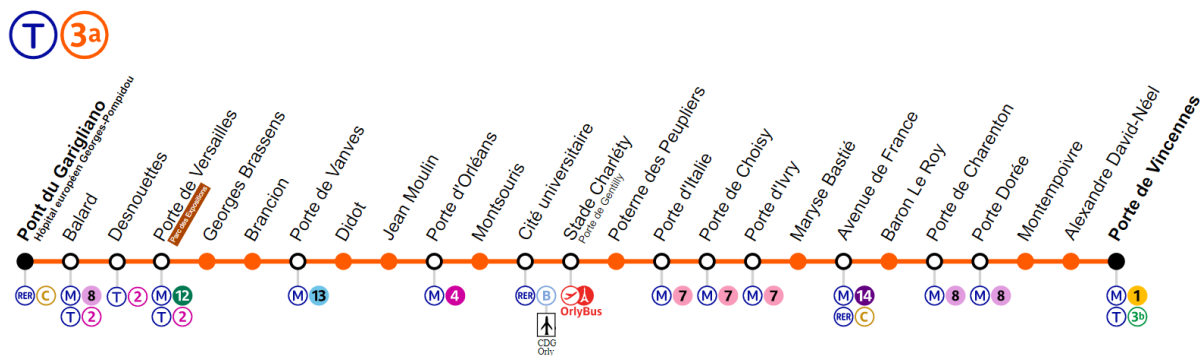 T 3a
Pont du Garigliano
Hôpital européen Georges-Pompidou
Balard
Desnouettes
Porte de Versailles
Parc des Expositions
Georges Brassens
Brancion
Porte de Vanves
Didot
Jean Moulin
Porte d'Orléans
Montsouris
Cité universitaire
Stade Charléty
Porte de Gentilly
Poterne des Peupliers
Porte d'Italie
Porte de Choisy
Porte d'Ivry
Maryse Bastié
Avenue de France
Baron Le Roy
Porte de Charenton
Porte Dorée
Montempoivre
Alexandre David-Néel
Porte de Vincennes
RER C
M 8
T 2
T 2
M 12
T 2
M 13
M 4
RER B
CDG
Orly
OrlyBus
M 7
M 7
M 7
M 14
RER C
M 8
M 8
M 1
T 3b